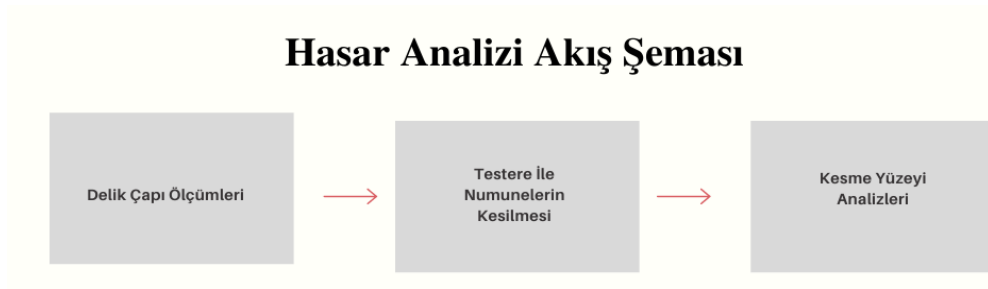 Hasar Analizi Akış Şeması
Delik Çapı Ölçümleri
Testere İle
Numunelerin
Kesilmesi
Kesme Yüzeyi
Analizleri